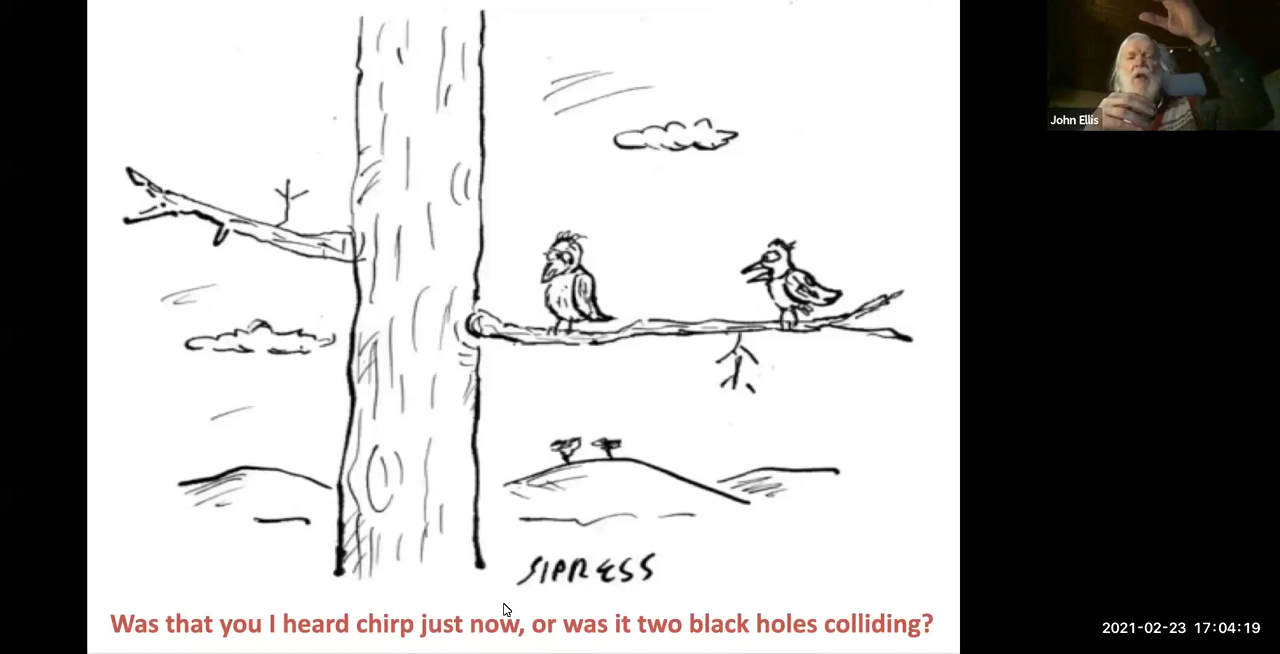 John Ellis
SIPRESS
Was that you I heard chirp just now, or was it two black holes colliding?
2021-02-23 17:04:19